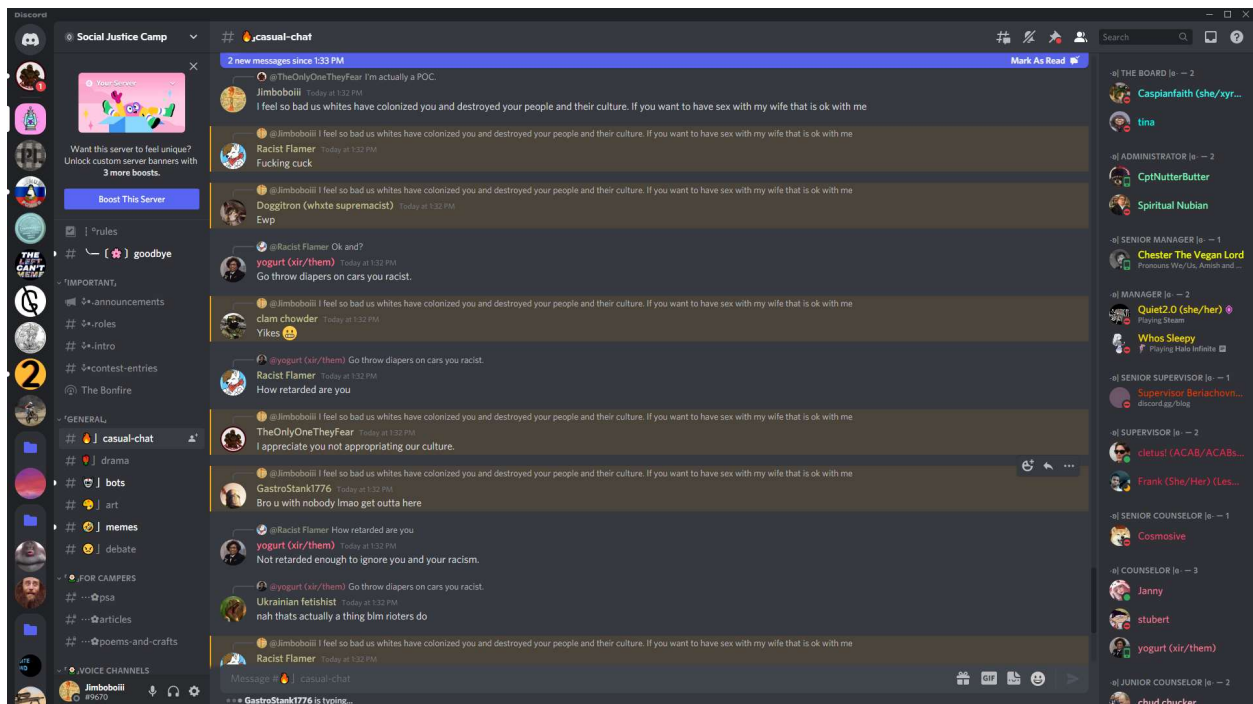 Discord
Social Justice Camp
Your Server
Want this server to feel unique?
Unlock custom server banners with
3 more boosts.
Boost This Server
rules
goodbye
IMPORTANT
announcements
roles
intro
contest-entries
The Bonfire
GENERAL
casual-chat
drama
bots
art
memes
debate
FOR CAMPERS
psa
articles
poems-and-crafts
VOICE CHANNELS
Jimboboiii
#9670
THE
LEFT
CAN'T
MEME
2
casual-chat
Search
2 new messages since 1:33 PM
Mark As Read
@TheOnlyOneTheyFear I'm actually a POC.
Jimboboiii Today at 1:32 PM
I feel so bad us whites have colonized you and destroyed your people and their culture. If you want to have sex with my wife that is ok with me
@Jimboboiii I feel so bad us whites have colonized you and destroyed your people and their culture. If you want to have sex with my wife that is ok with me
Racist Flamer Today at 1:32 PM
Fucking cuck
@Jimboboiii I feel so bad us whites have colonized you and destroyed your people and their culture. If you want to have sex with my wife that is ok with me
Doggitron (whxte supremacist) Today at 1:32 PM
Ewp
@Racist Flamer Ok and?
yogurt (xir/them) Today at 1:32 PM
Go throw diapers on cars you racist.
@Jimboboiii I feel so bad us whites have colonized you and destroyed your people and their culture. If you want to have sex with my wife that is ok with me
clam chowder Today at 1:32 PM
Yikes 😬
@yogurt (xir/them) Go throw diapers on cars you racist.
Racist Flamer Today at 1:32 PM
How retarded are you
@Jimboboiii I feel so bad us whites have colonized you and destroyed your people and their culture. If you want to have sex with my wife that is ok with me
TheOnlyOneTheyFear Today at 1:32 PM
I appreciate you not appropriating our culture.
@Jimboboiii I feel so bad us whites have colonized you and destroyed your people and their culture. If you want to have sex with my wife that is ok with me
GastroStank1776 Today at 1:32 PM
Bro u with nobody lmao get outta here
@Racist Flamer How retarded are you
yogurt (xir/them) Today at 1:32 PM
Not retarded enough to ignore you and your racism.
@yogurt (xir/them) Go throw diapers on cars you racist.
Ukrainian fetishist Today at 1:32 PM
nah thats actually a thing blm rioters do
@Jimboboiii I feel so bad us whites have colonized you and destroyed your people and their culture. If you want to have sex with my wife that is ok with me
Racist Flamer Today at 1:32 PM
Message # casual-chat
GIF
GastroStank1776 is typing...
THE BOARD — 2
Caspianfaith (she/xyr...
tina
ADMINISTRATOR — 2
CptNutterButter
Spiritual Nubian
SENIOR MANAGER — 1
Chester The Vegan Lord
Pronouns We/Us, Amish and ...
MANAGER — 2
Quiet2.0 (she/her)
Playing Steam
Whos Sleepy
Playing Halo Infinite
SENIOR SUPERVISOR — 1
Supervisor Beriachovn...
discord.gg/blog
SUPERVISOR — 2
cletus! (ACAB/ACABs...
Frank (She/Her) (Les...
SENIOR COUNSELOR — 1
Cosmosive
COUNSELOR — 3
Janny
stubert
yogurt (xir/them)
JUNIOR COUNSELOR — 2
chud chucker